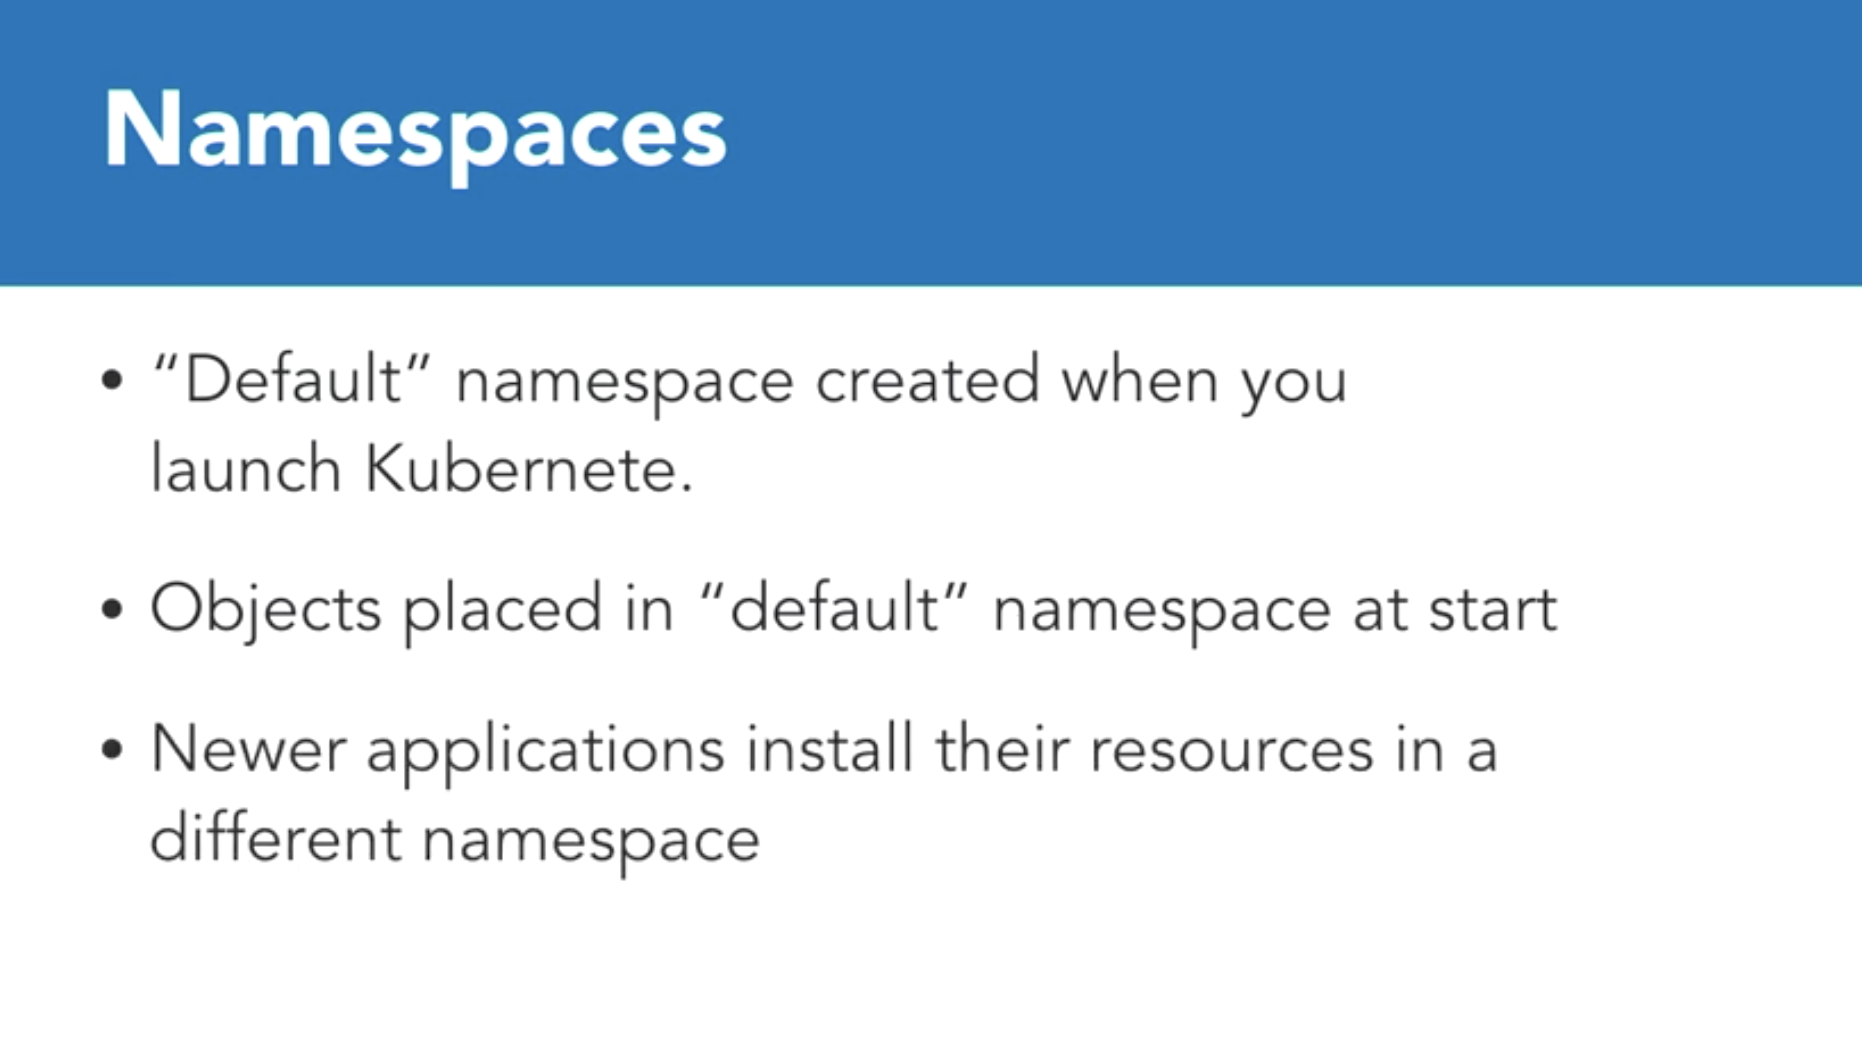 Namespaces
• “Default” namespace created when you
launch Kubernete.
• Objects placed in “default” namespace at start
• Newer applications install their resources in a
different namespace